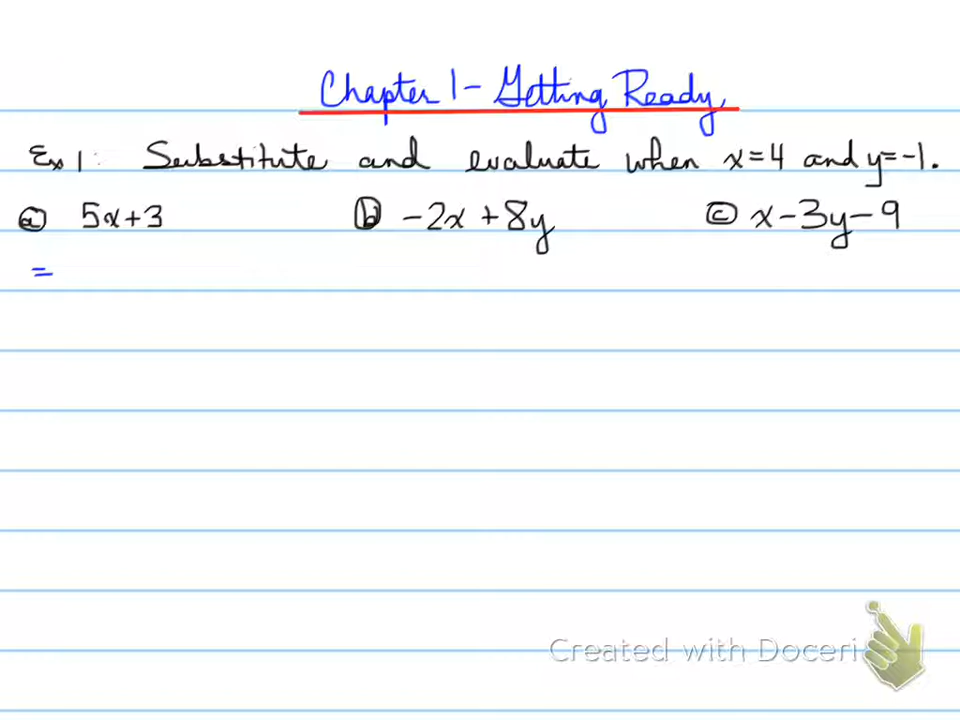 Chapter 1 - Getting Ready
Ex 1: Substitute and evaluate when x=4 and y=-1.
ⓐ 5x+3 ⓑ -2x+8y ⓒ x-3y-9
=
Created with Doceri